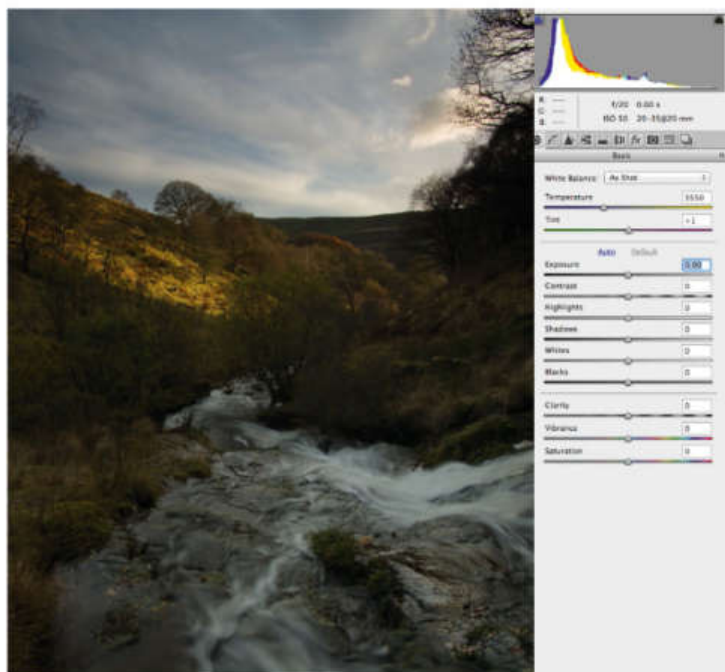 R: ---
G: ---
B: ---
f/20 0.60 s
ISO 50 20-35@20 mm
Basic
White Balance: As Shot
Temperature 5550
Tint +1
Auto Default
Exposure 0.00
Contrast 0
Highlights 0
Shadows 0
Whites 0
Blacks 0
Clarity 0
Vibrance 0
Saturation 0